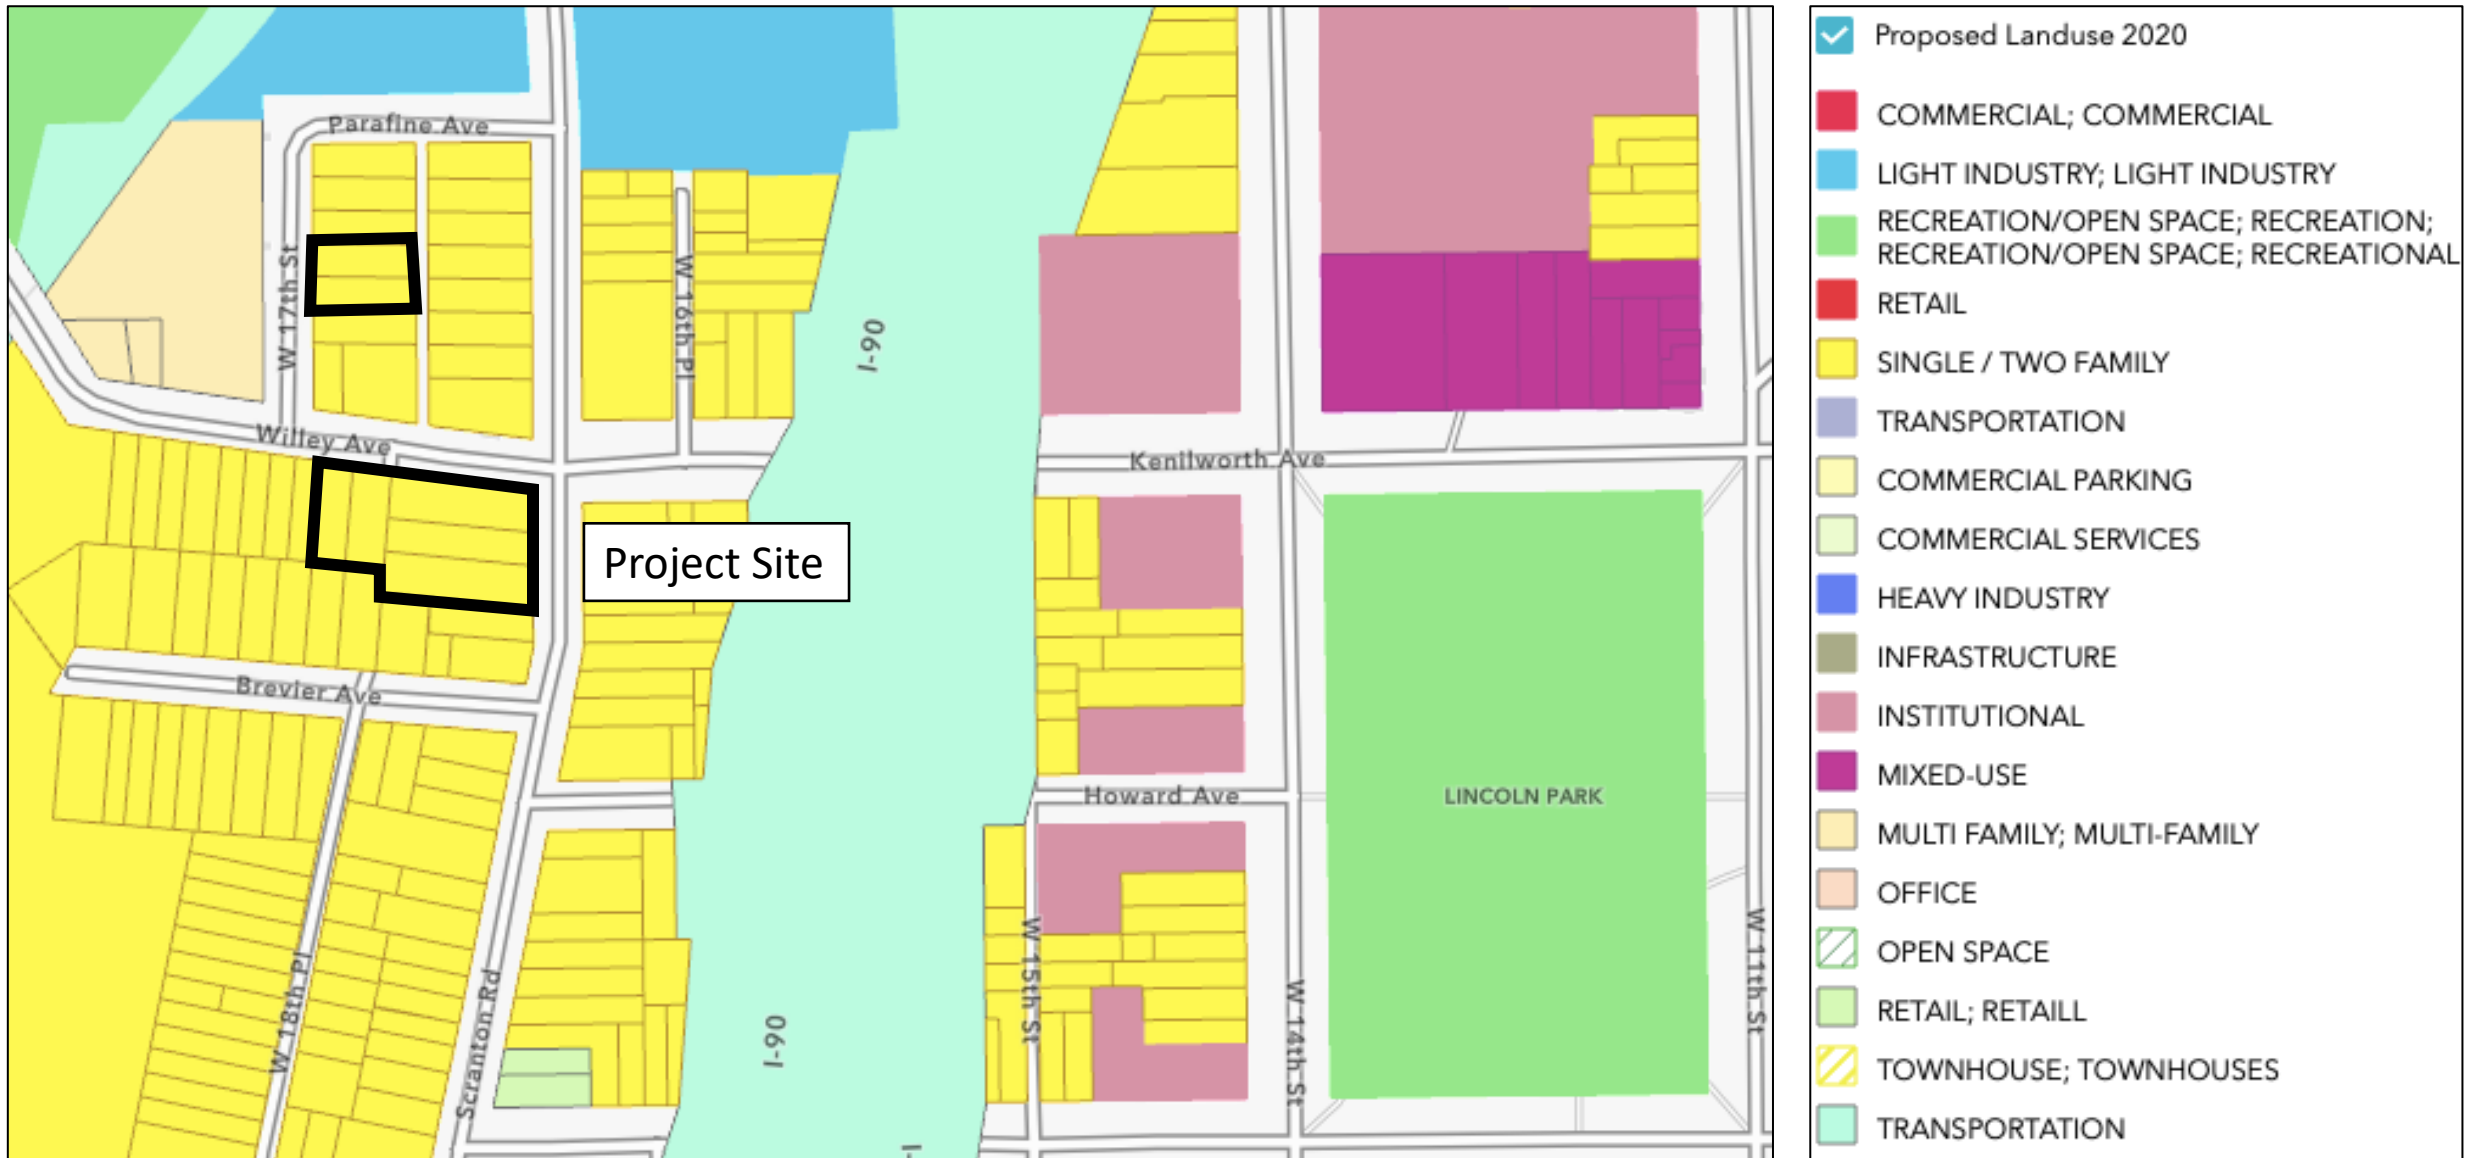 Parafine Ave
W 17th St
W 16th Pl
I-90
Willey Ave
Kenilworth Ave
Project Site
Brevier Ave
Howard Ave
LINCOLN PARK
W 18th Pl
Scranton Rd
I-90
W 15th St
W 14th St
W 11th St
I-
Proposed Landuse 2020
COMMERCIAL; COMMERCIAL
LIGHT INDUSTRY; LIGHT INDUSTRY
RECREATION/OPEN SPACE; RECREATION;
RECREATION/OPEN SPACE; RECREATIONAL
RETAIL
SINGLE / TWO FAMILY
TRANSPORTATION
COMMERCIAL PARKING
COMMERCIAL SERVICES
HEAVY INDUSTRY
INFRASTRUCTURE
INSTITUTIONAL
MIXED-USE
MULTI FAMILY; MULTI-FAMILY
OFFICE
OPEN SPACE
RETAIL; RETAILL
TOWNHOUSE; TOWNHOUSES
TRANSPORTATION